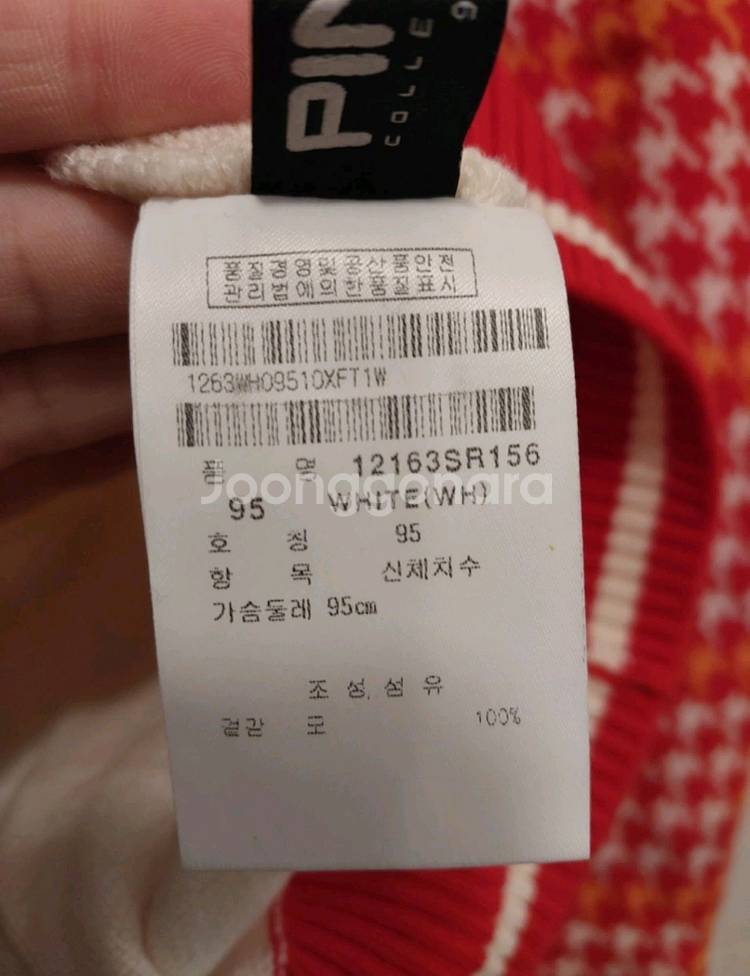 PIN
COLLE
품질경영및공산품안전
관리법에의한품질표시
1263WH09510XFT1W
품 명 12163SR156
95 WHITE(WH)
호 칭 95
항 목 신체치수
가슴둘레 95cm
조 성 섬 유
겉감 모 100%
Joonggonara